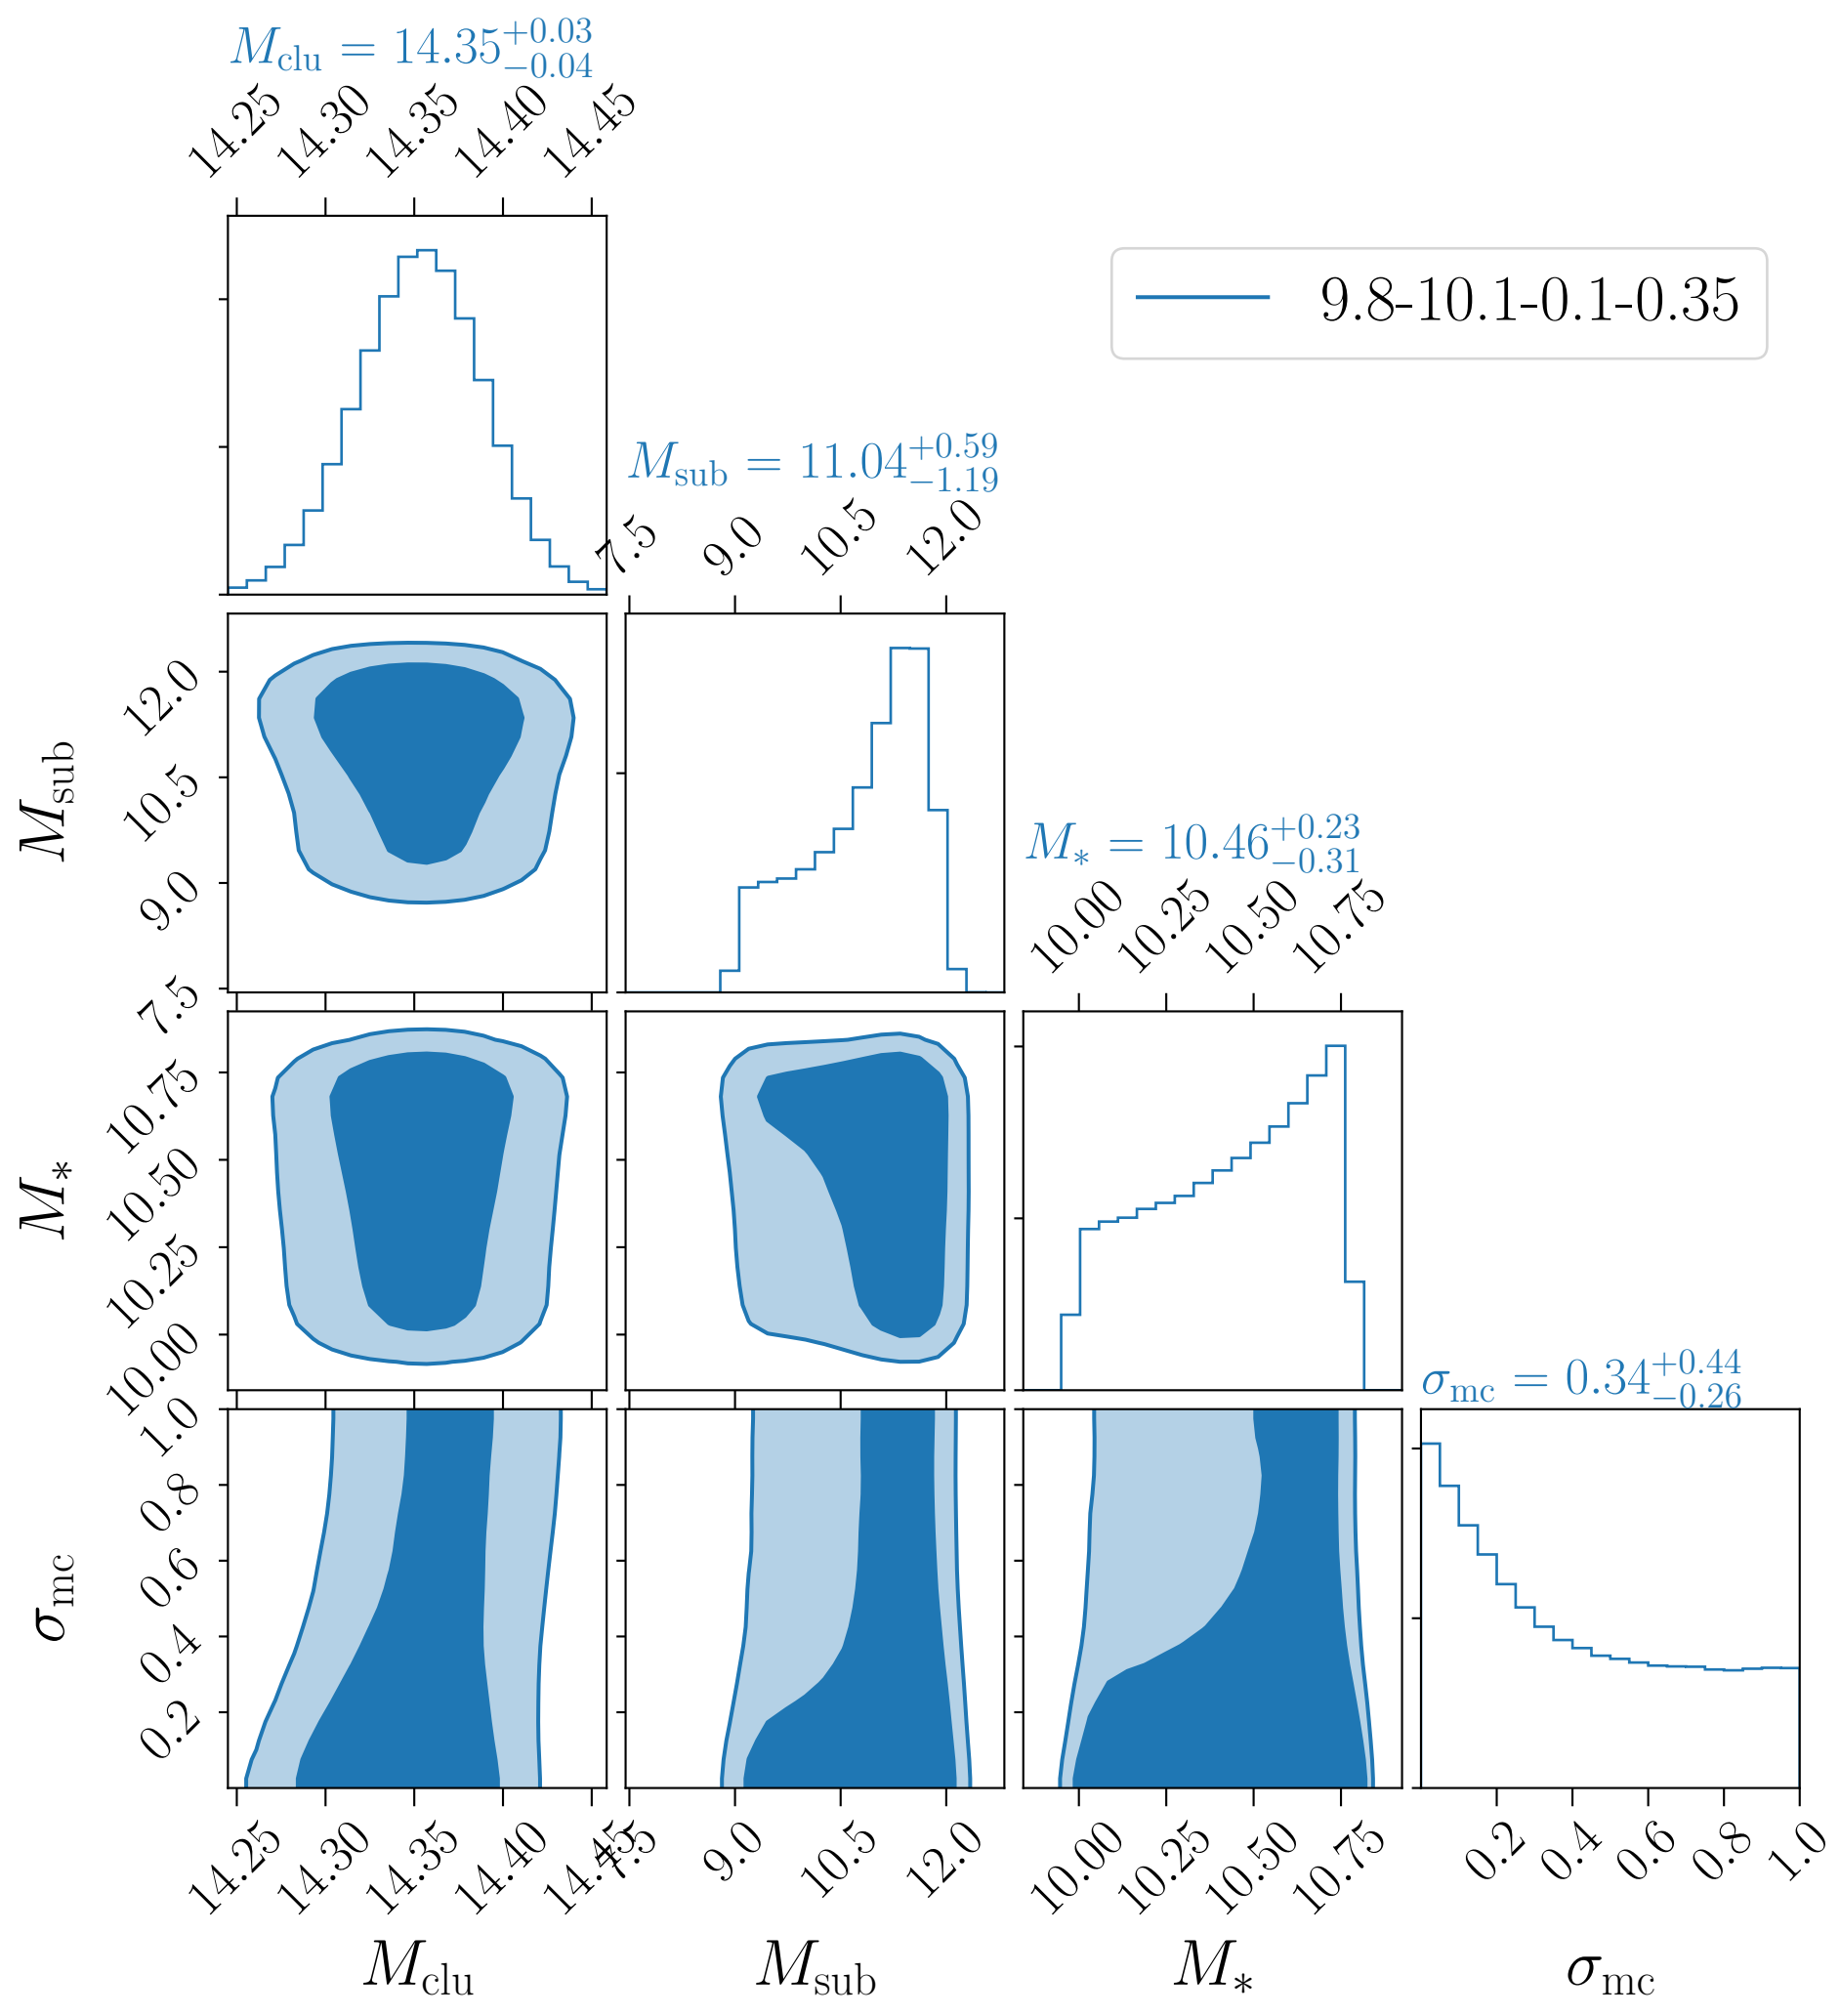 M_clu = 14.35^{+0.03}_{-0.04}
14.25 14.30 14.35 14.40 14.45
9.8-10.1-0.1-0.35
M_sub = 11.04^{+0.59}_{-1.19}
7.5 9.0 10.5 12.0
M_sub
12.0
10.5
9.0
7.5
M_* = 10.46^{+0.23}_{-0.31}
10.00 10.25 10.50 10.75
M_*
10.75
10.50
10.25
10.00
σ_mc = 0.34^{+0.44}_{-0.26}
σ_mc
1.0
0.8
0.6
0.4
0.2
14.25 14.30 14.35 14.40 14.45 7.5 9.0 10.5 12.0 10.00 10.25 10.50 10.75 0.2 0.4 0.6 0.8 1.0
M_clu M_sub M_* σ_mc